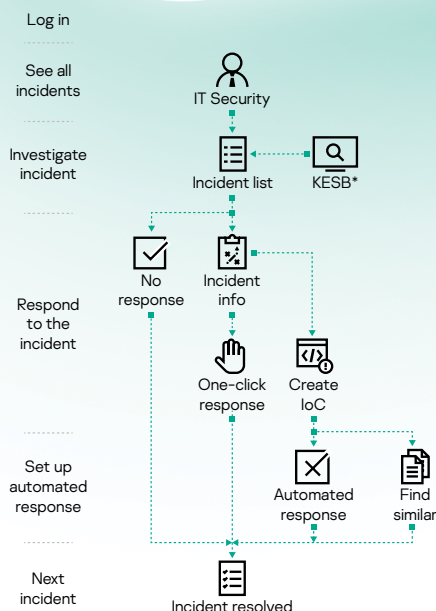 Log in
See all
incidents
IT Security
Investigate
incident
Incident list
KESB*
Respond
to the
incident
No
response
Incident
info
One-click
response
Create
IoC
Set up
automated
response
Automated
response
Find
similar
Next
incident
Incident resolved